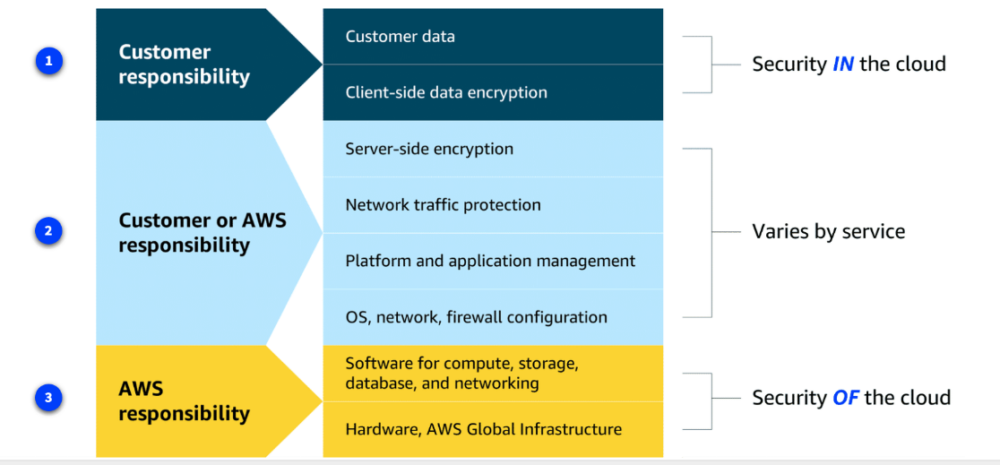 1
Customer
responsibility
Customer data
Client-side data encryption
Security IN the cloud
2
Customer or AWS
responsibility
Server-side encryption
Network traffic protection
Platform and application management
OS, network, firewall configuration
Varies by service
3
AWS
responsibility
Software for compute, storage,
database, and networking
Hardware, AWS Global Infrastructure
Security OF the cloud